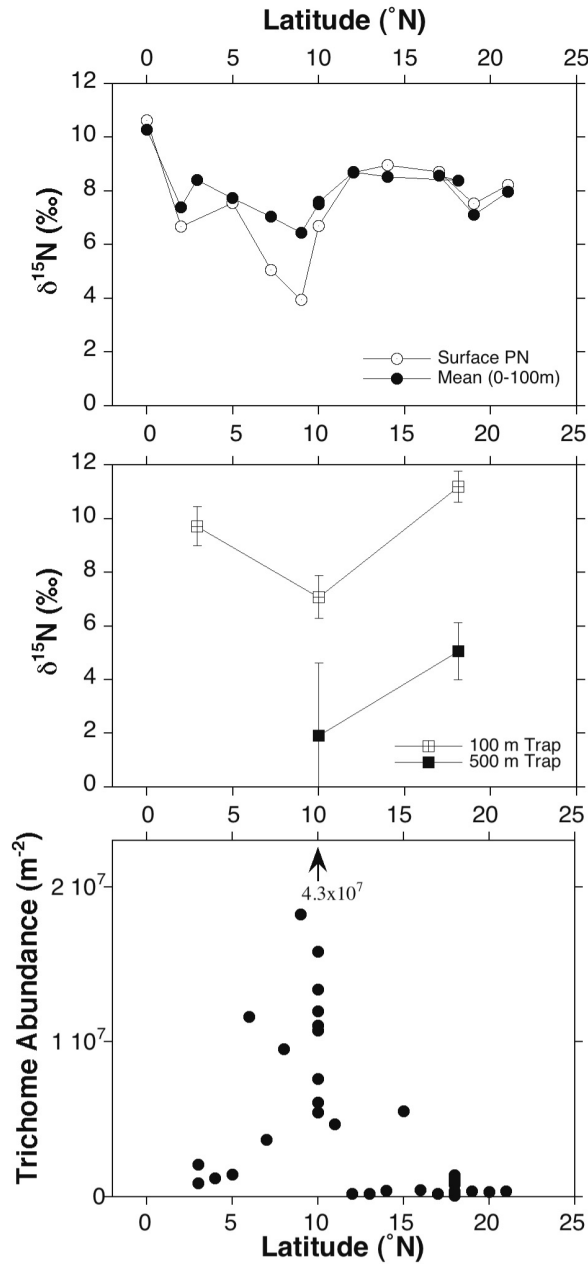 Latitude (˚N)
0 5 10 15 20 25
12
10
8
6
4
2
0
δ15N (‰)
Surface PN
Mean (0-100m)
0 5 10 15 20 25
12
10
8
6
4
2
0
δ15N (‰)
100 m Trap
500 m Trap
0 5 10 15 20 25
4.3x10⁷
2 10⁷
1 10⁷
0
Trichome Abundance (m⁻²)
0 5 10 15 20 25
Latitude (˚N)